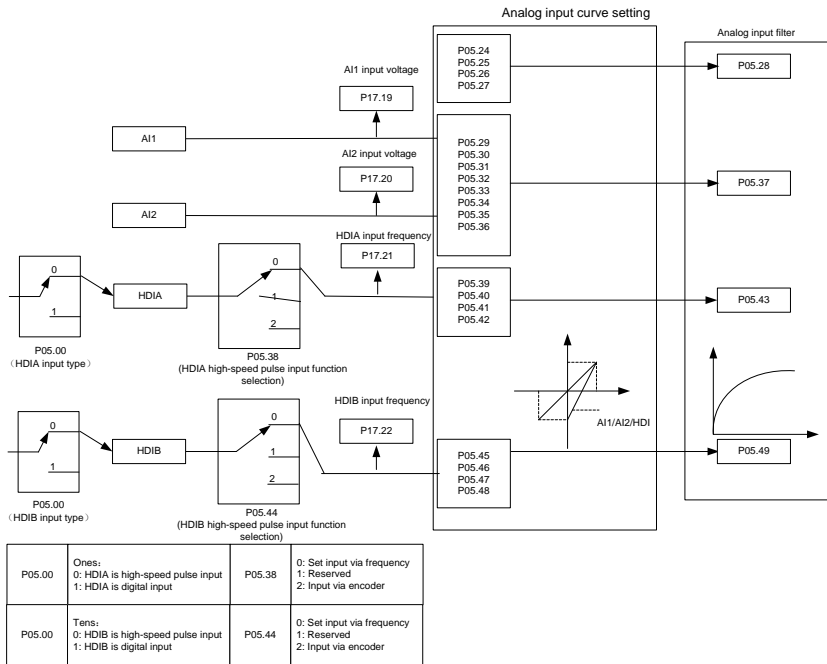 Analog input curve setting
Analog input filter
P05.24
P05.25
P05.26
P05.27
P05.28
AI1 input voltage
P17.19
AI1
P05.29
P05.30
P05.31
P05.32
P05.33
P05.34
P05.35
P05.36
P05.37
AI2 input voltage
P17.20
AI2
HDIA input frequency
P17.21
0
1
P05.00
（HDIA input type）
HDIA
0
1
2
P05.38
(HDIA high-speed pulse input function
selection)
P05.39
P05.40
P05.41
P05.42
P05.43
AI1/AI2/HDI
HDIB input frequency
P17.22
0
1
P05.00
（HDIB input type）
HDIB
0
1
2
P05.44
(HDIB high-speed pulse input function
selection)
P05.45
P05.46
P05.47
P05.48
P05.49
P05.00
Ones：
0: HDIA is high-speed pulse input
1: HDIA is digital input
P05.38
0: Set input via frequency
1: Reserved
2: Input via encoder
P05.00
Tens：
0: HDIB is high-speed pulse input
1: HDIB is digital input
P05.44
0: Set input via frequency
1: Reserved
2: Input via encoder